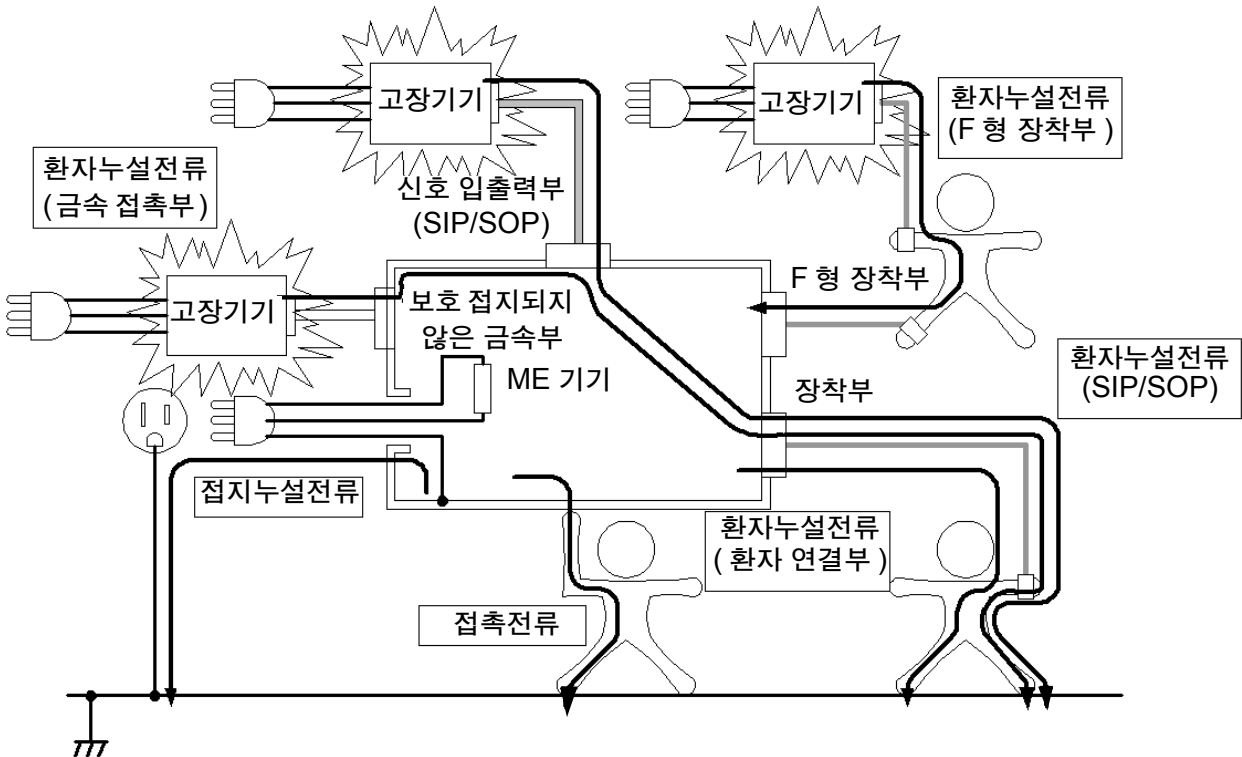 고장기기
고장기기
환자누설전류
(F 형 장착부 )
환자누설전류
( 금속 접촉부 )
신호 입출력부
(SIP/SOP)
고장기기
보호 접지되지
않은 금속부
F 형 장착부
ME 기기
장착부
환자누설전류
(SIP/SOP)
접지누설전류
환자누설전류
( 환자 연결부 )
접촉전류